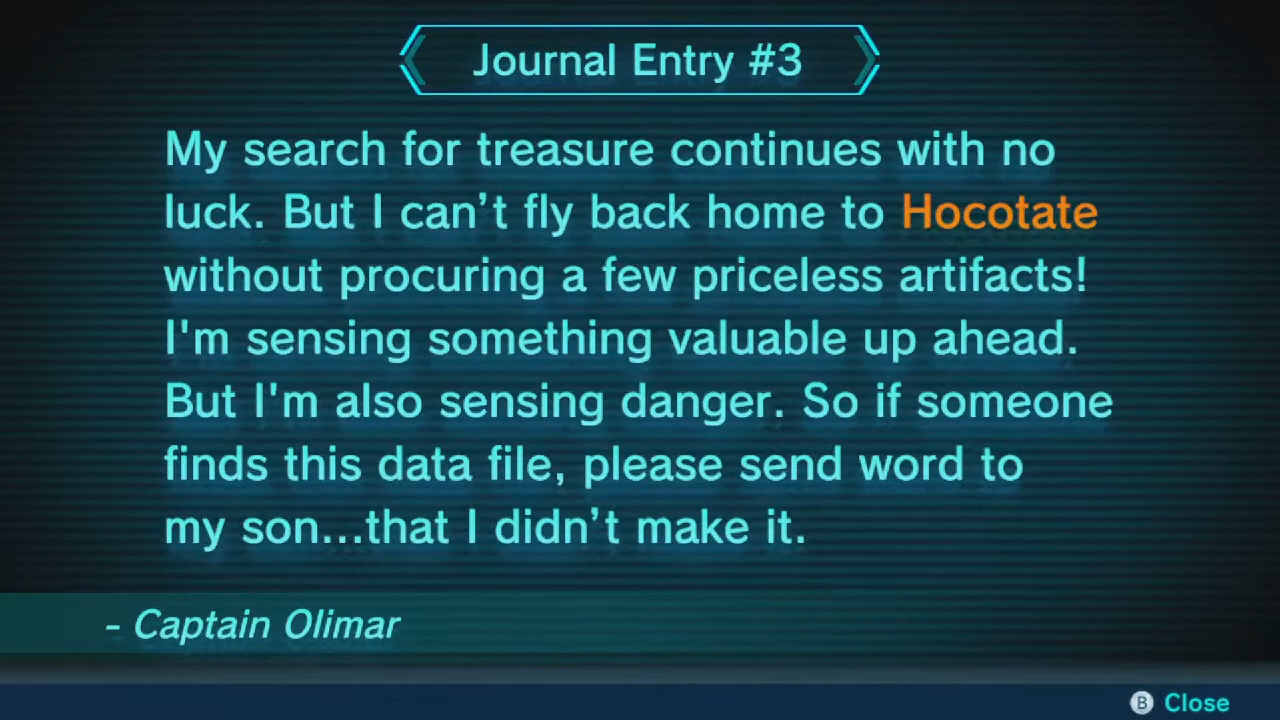 Journal Entry #3
My search for treasure continues with no
luck. But I can’t fly back home to Hocotate
without procuring a few priceless artifacts!
I'm sensing something valuable up ahead.
But I'm also sensing danger. So if someone
finds this data file, please send word to
my son...that I didn’t make it.
– Captain Olimar
B Close